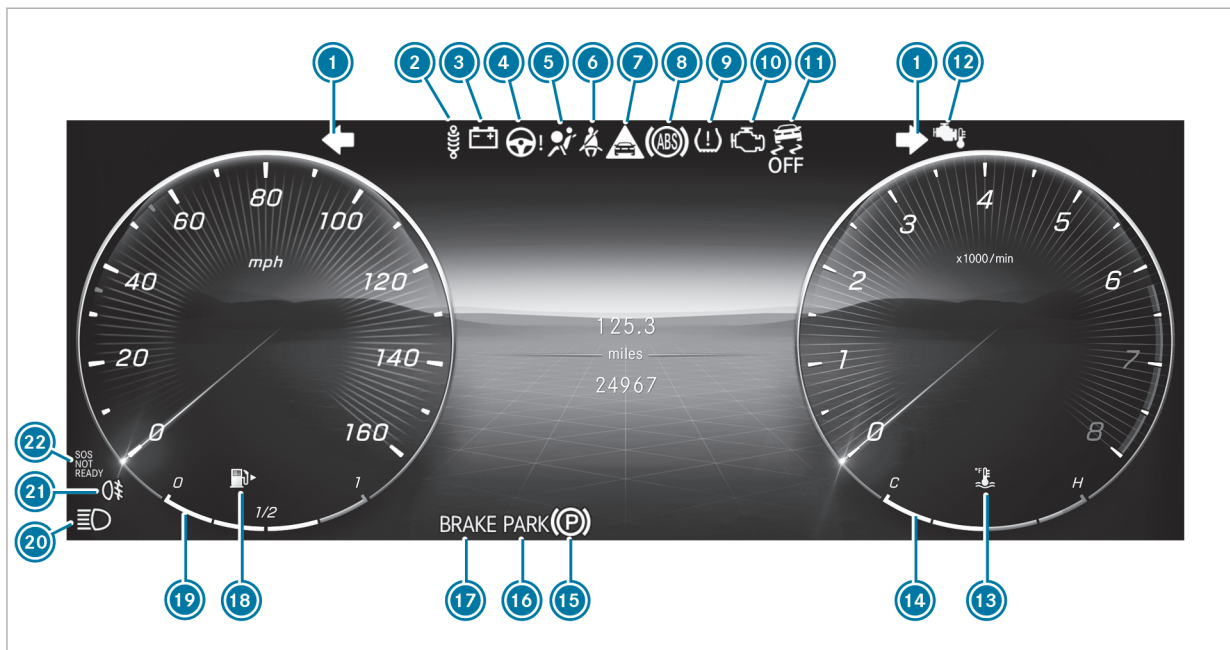 1 2 3 4 5 6 7 8 9 10 11 1 12
! ABS !
OFF
80
60 100
mph
40 120
20 140
0 160
4
3 5
x1000/min
2 6
1 7
0 8
125.3
miles
24967
22 SOS
NOT
READY
21
20
0 1/2 1
°F
C H
BRAKE PARK (P)
19 18 17 16 15 14 13